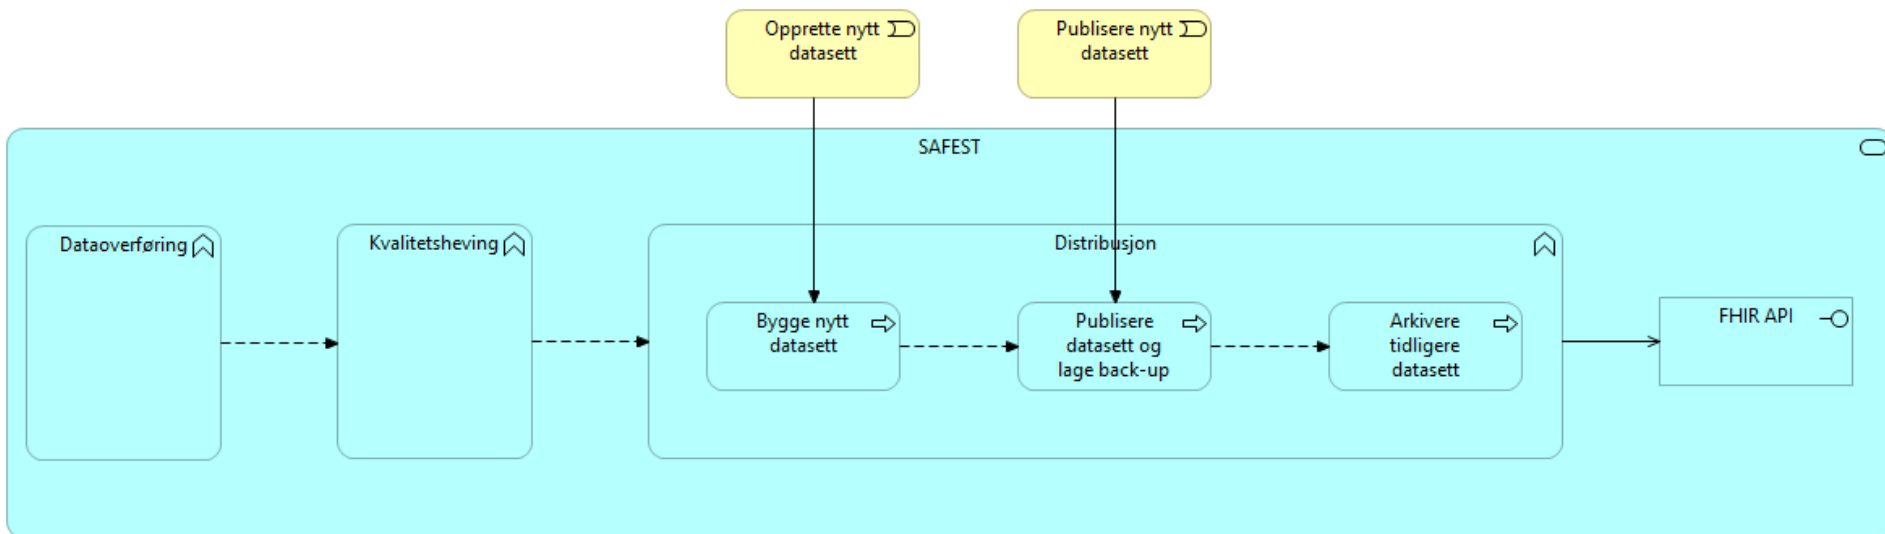 Opprette nytt
datasett
Publisere nytt
datasett
SAFEST
Dataoverføring
Kvalitetsheving
Distribusjon
Bygge nytt
datasett
Publisere
datasett og
lage back-up
Arkivere
tidligere
datasett
FHIR API